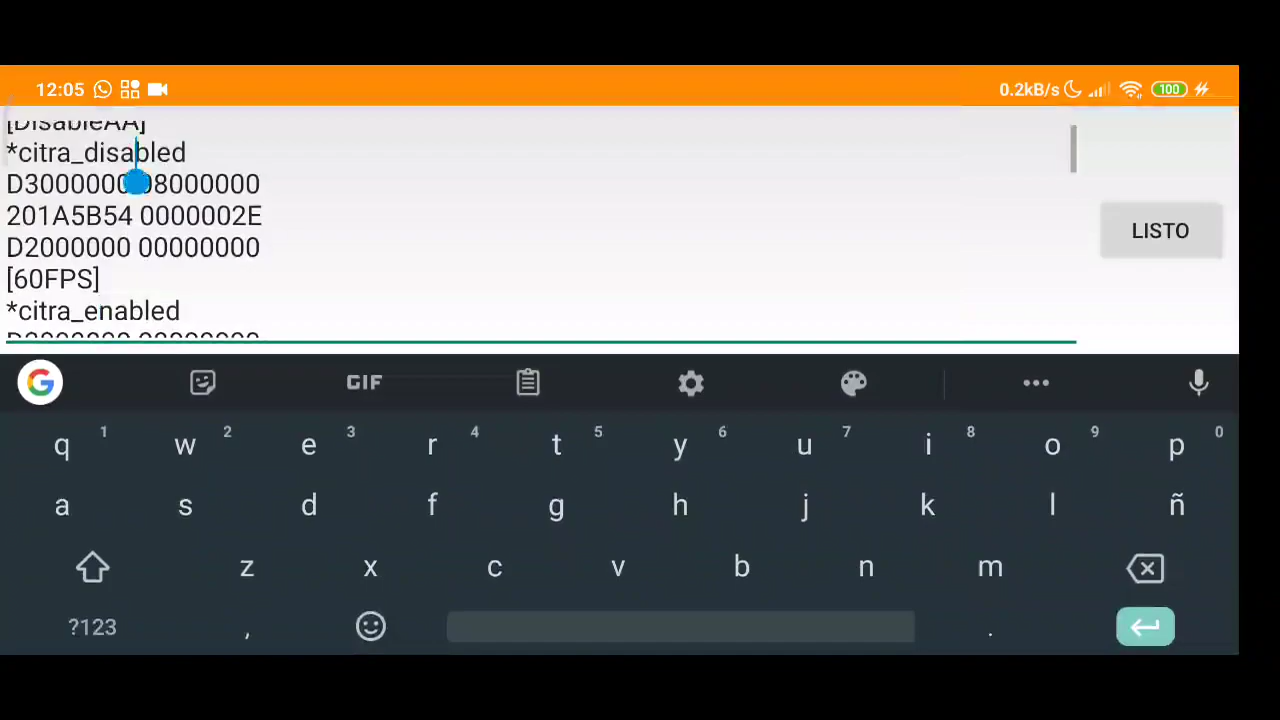 12:05
0.2kB/s
100
[DisableAA]
*citra_disabled
D3000000 08000000
201A5B54 0000002E
D2000000 00000000
[60FPS]
*citra_enabled
LISTO
G GIF
q 1 w 2 e 3 r 4 t 5 y 6 u 7 i 8 o 9 p 0
a s d f g h j k l ñ
z x c v b n m
?123 , .